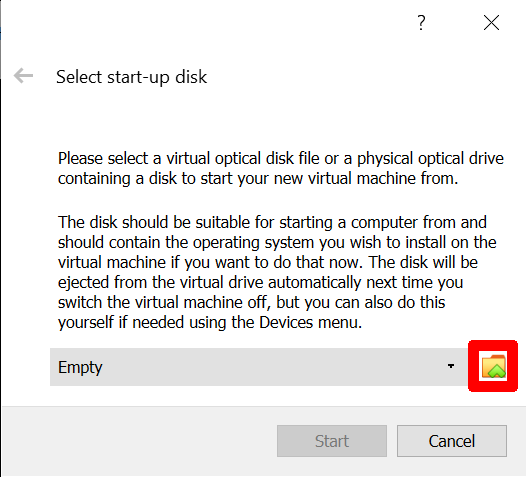 ?
Select start-up disk
Please select a virtual optical disk file or a physical optical drive
containing a disk to start your new virtual machine from.
The disk should be suitable for starting a computer from and
should contain the operating system you wish to install on the
virtual machine if you want to do that now. The disk will be
ejected from the virtual drive automatically next time you
switch the virtual machine off, but you can also do this
yourself if needed using the Devices menu.
Empty
Start Cancel